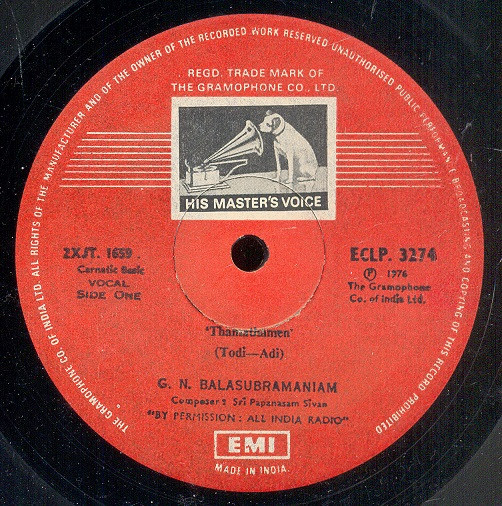 THE GRAMOPHONE CO. OF INDIA LTD. ALL RIGHTS OF THE MANUFACTURER AND OF THE OWNER OF THE RECORDED WORK RESERVED UNAUTHORISED PUBLIC PERFORMANCE BROADCASTING AND COPYING OF THIS RECORD PROHIBITED
REGD. TRADE MARK OF
THE GRAMOPHONE CO., LTD.
HIS MASTER'S VOICE
2XJT. 1659.
Carnatic Basic
VOCAL
SIDE ONE
ECLP. 3274
Ⓟ 1976
The Gramophone
Co. of India Ltd.
(Todi—Adi)
G. N. BALASUBRAMANIAM
Composer: Sri Papanasam Sivan
"BY PERMISSION: ALL INDIA RADIO"
EMI
MADE IN INDIA.